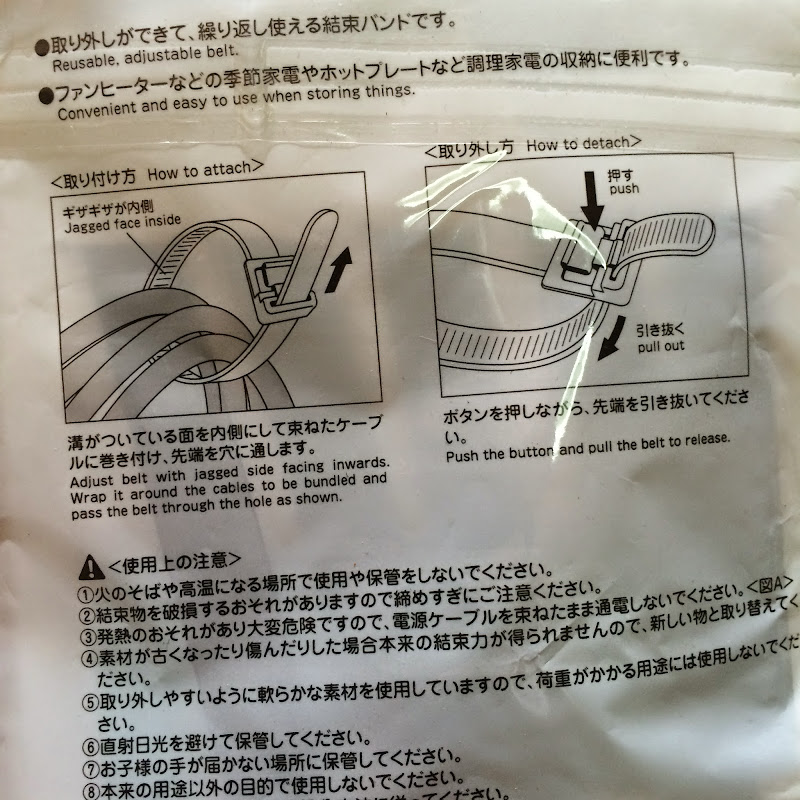 ●取り外しができて、繰り返し使える結束バンドです。
Reusable, adjustable belt.
●ファンヒーターなどの季節家電やホットプレートなど調理家電の収納に便利です。
Convenient and easy to use when storing things.
<取り付け方 How to attach>
ギザギザが内側
Jagged face inside
溝がついている面を内側にして束ねたケーブ
ルに巻き付け、先端を穴に通します。
Adjust belt with jagged side facing inwards.
Wrap it around the cables to be bundled and
pass the belt through the hole as shown.
<取り外し方 How to detach>
押す
push
引き抜く
pull out
ボタンを押しながら、先端を引き抜いてくださ
い。
Push the button and pull the belt to release.
<使用上の注意>
①火のそばや高温になる場所で使用や保管をしないでください。
②結束物を破損するおそれがありますので締めすぎにご注意ください。
③発熱のおそれがあり大変危険ですので、電源ケーブルを束ねたまま通電しないでください。<図A>
④素材が古くなったり傷んだりした場合本来の結束力が得られませんので、新しい物と取り替えてく
ださい。
⑤取り外しやすいように軟らかな素材を使用していますので、荷重がかかる用途には使用しないでくだ
さい。
⑥直射日光を避けて保管してください。
⑦お子様の手が届かない場所に保管してください。
⑧本来の用途以外の目的で使用しないでください。